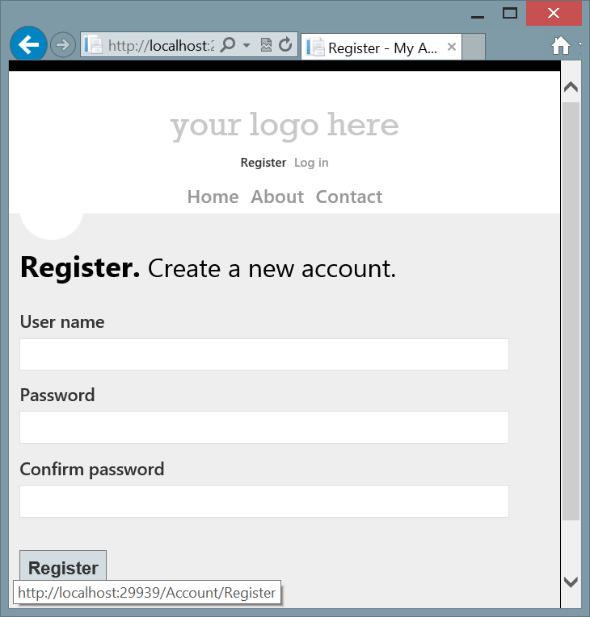 http://localhost:2
Register - My A...
your logo here
Register Log in
Home About Contact
Register. Create a new account.
User name
Password
Confirm password
Register
http://localhost:29939/Account/Register